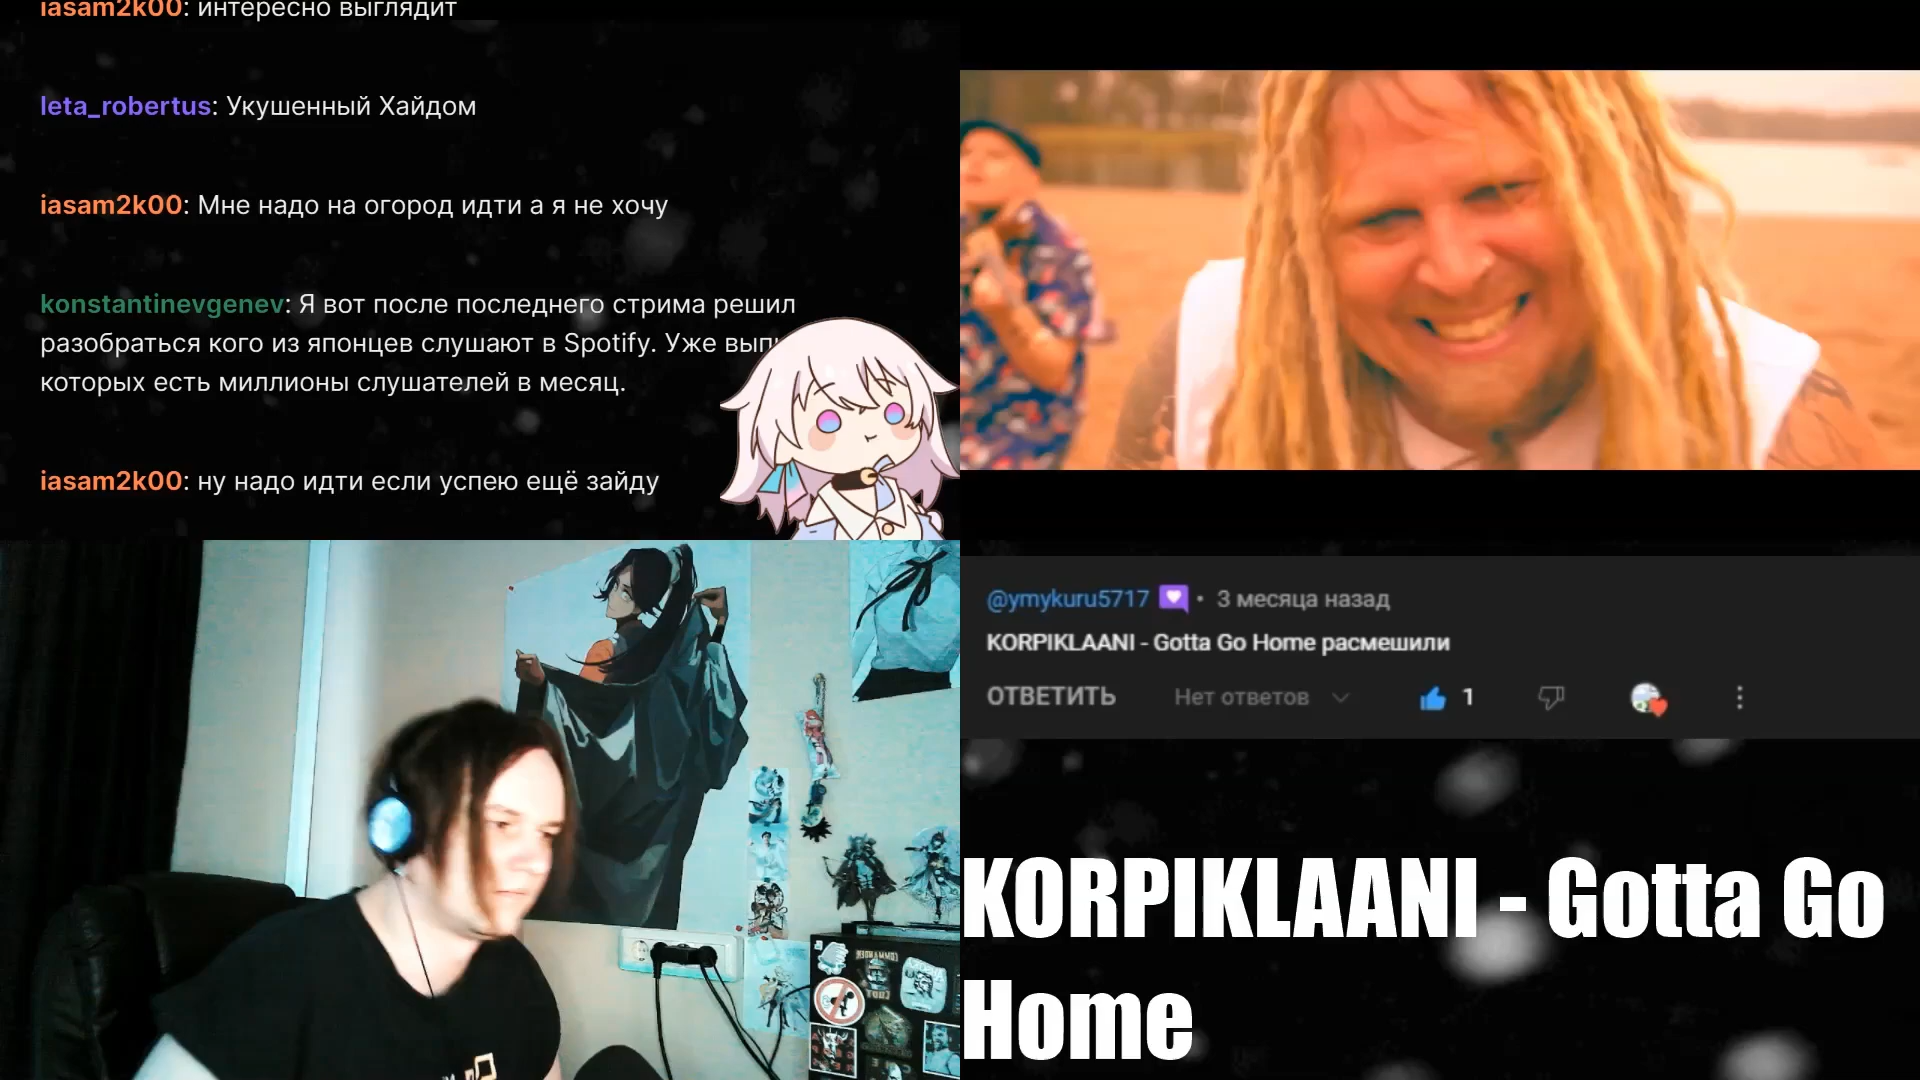 iasam2k00: интересно выглядит
leta_robertus: Укушенный Хайдом
iasam2k00: Мне надо на огород идти а я не хочу
konstantinevgenev: Я вот после последнего стрима решил
разобраться кого из японцев слушают в Spotify. Уже
которых есть миллионы слушателей в месяц.
iasam2k00: ну надо идти если успею ещё зайду
@ymykuru5717 • 3 месяца назад
KORPIKLAANI - Gotta Go Home расмешили
ОТВЕТИТЬ Нет ответов 1
KORPIKLAANI - Gotta Go
Home